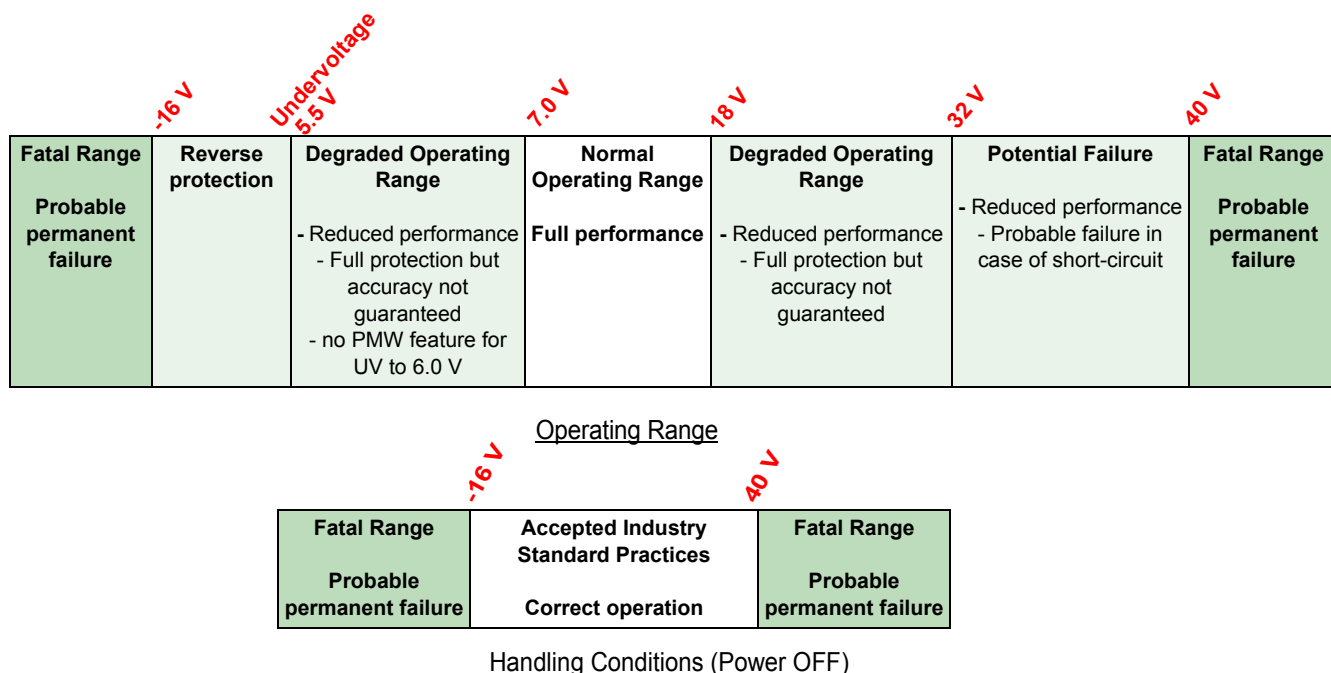 -16 V
Undervoltage
5.5 V
7.0 V
18 V
32 V
40 V
Fatal Range
Probable
permanent
failure
Reverse
protection
Degraded Operating
Range
- Reduced performance
- Full protection but
accuracy not
guaranteed
- no PMW feature for
UV to 6.0 V
Normal
Operating Range
Full performance
Degraded Operating
Range
- Reduced performance
- Full protection but
accuracy not
guaranteed
Potential Failure
- Reduced performance
- Probable failure in
case of short-circuit
Fatal Range
Probable
permanent
failure
Operating Range
-16 V
40 V
Fatal Range
Probable
permanent failure
Accepted Industry
Standard Practices
Correct operation
Fatal Range
Probable
permanent failure
Handling Conditions (Power OFF)